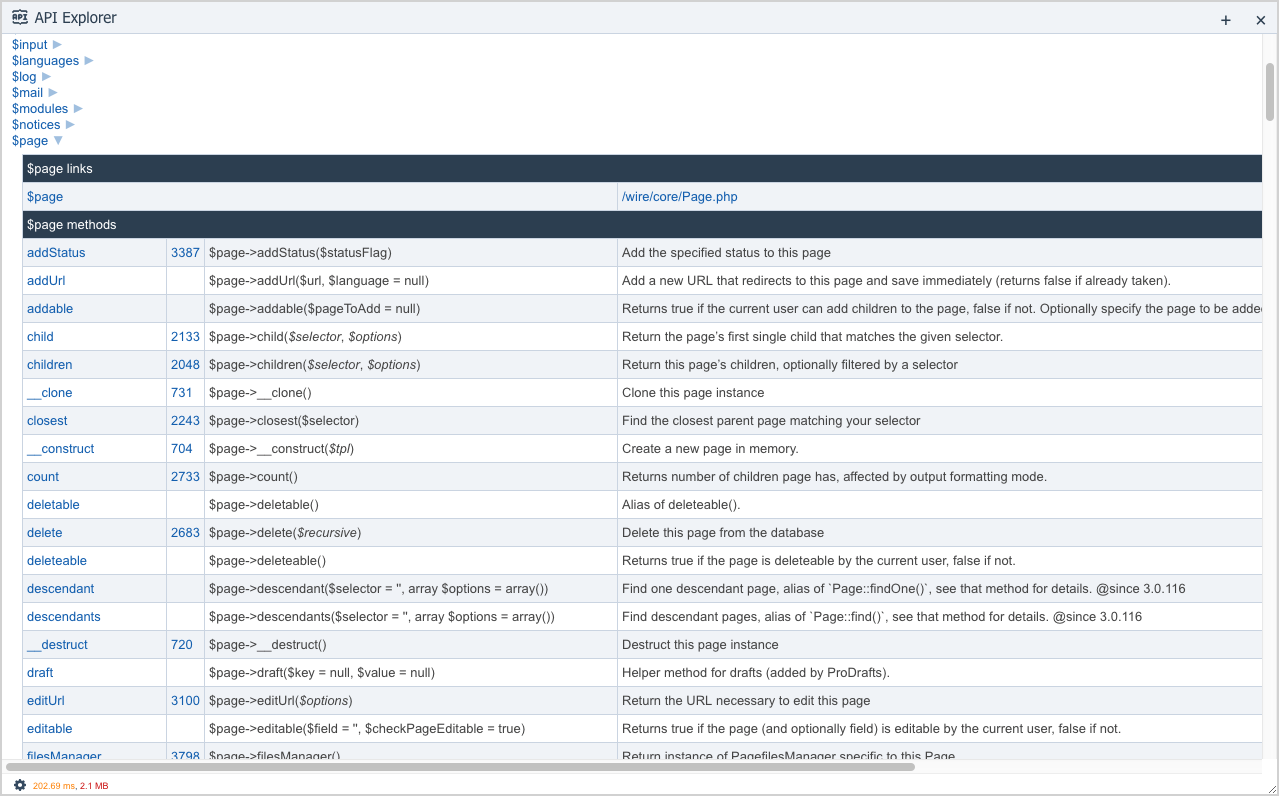 API Explorer
$input ▶
$languages ▶
$log ▶
$mail ▶
$modules ▶
$notices ▶
$page ▼
$page links
$page /wire/core/Page.php
$page methods
addStatus 3387 $page->addStatus($statusFlag) Add the specified status to this page
addUrl $page->addUrl($url, $language = null) Add a new URL that redirects to this page and save immediately (returns false if already taken).
addable $page->addable($pageToAdd = null) Returns true if the current user can add children to the page, false if not. Optionally specify the page to be added
child 2133 $page->child($selector, $options) Return the page’s first single child that matches the given selector.
children 2048 $page->children($selector, $options) Return this page’s children, optionally filtered by a selector
__clone 731 $page->__clone() Clone this page instance
closest 2243 $page->closest($selector) Find the closest parent page matching your selector
__construct 704 $page->__construct($tpl) Create a new page in memory.
count 2733 $page->count() Returns number of children page has, affected by output formatting mode.
deletable $page->deletable() Alias of deleteable().
delete 2683 $page->delete($recursive) Delete this page from the database
deleteable $page->deleteable() Returns true if the page is deleteable by the current user, false if not.
descendant $page->descendant($selector = '', array $options = array()) Find one descendant page, alias of `Page::findOne()`, see that method for details. @since 3.0.116
descendants $page->descendants($selector = '', array $options = array()) Find descendant pages, alias of `Page::find()`, see that method for details. @since 3.0.116
__destruct 720 $page->__destruct() Destruct this page instance
draft $page->draft($key = null, $value = null) Helper method for drafts (added by ProDrafts).
editUrl 3100 $page->editUrl($options) Return the URL necessary to edit this page
editable $page->editable($field = '', $checkPageEditable = true) Returns true if the page (and optionally field) is editable by the current user, false if not.
filesManager 3798 $page->filesManager() Return instance of PagefilesManager specific to this Page
202.69 ms, 2.1 MB